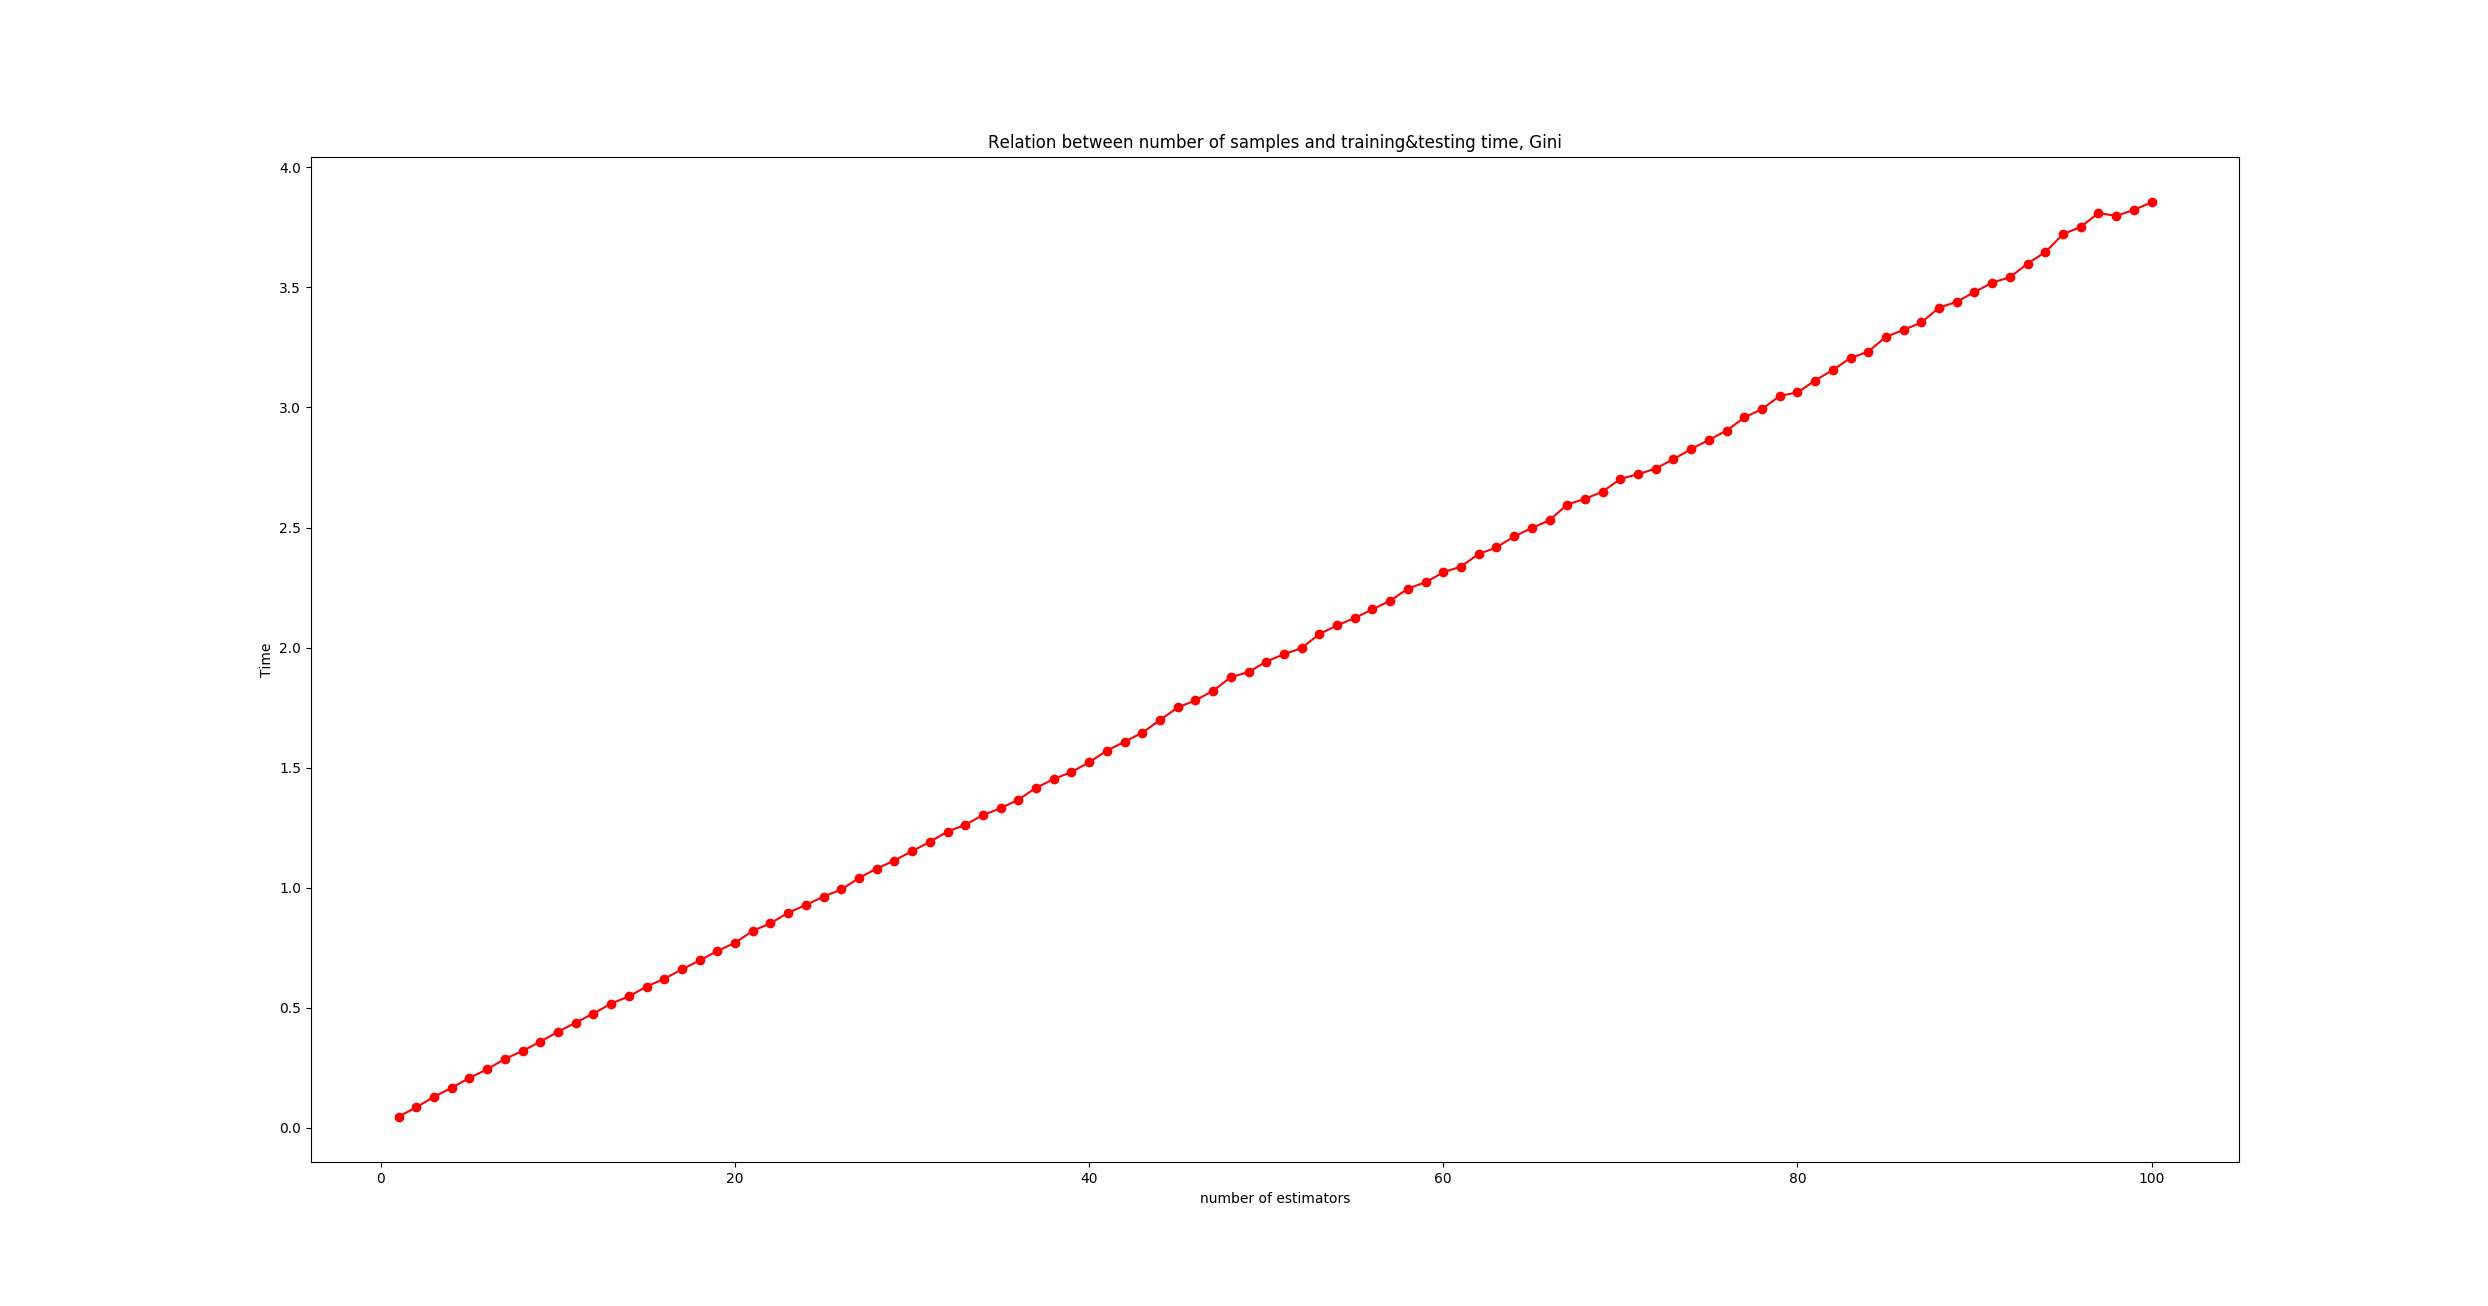 Relation between number of samples and training&testing time, Gini
4.0
3.5
3.0
2.5
2.0
1.5
1.0
0.5
0.0
Time
0 20 40 60 80 100
number of estimators